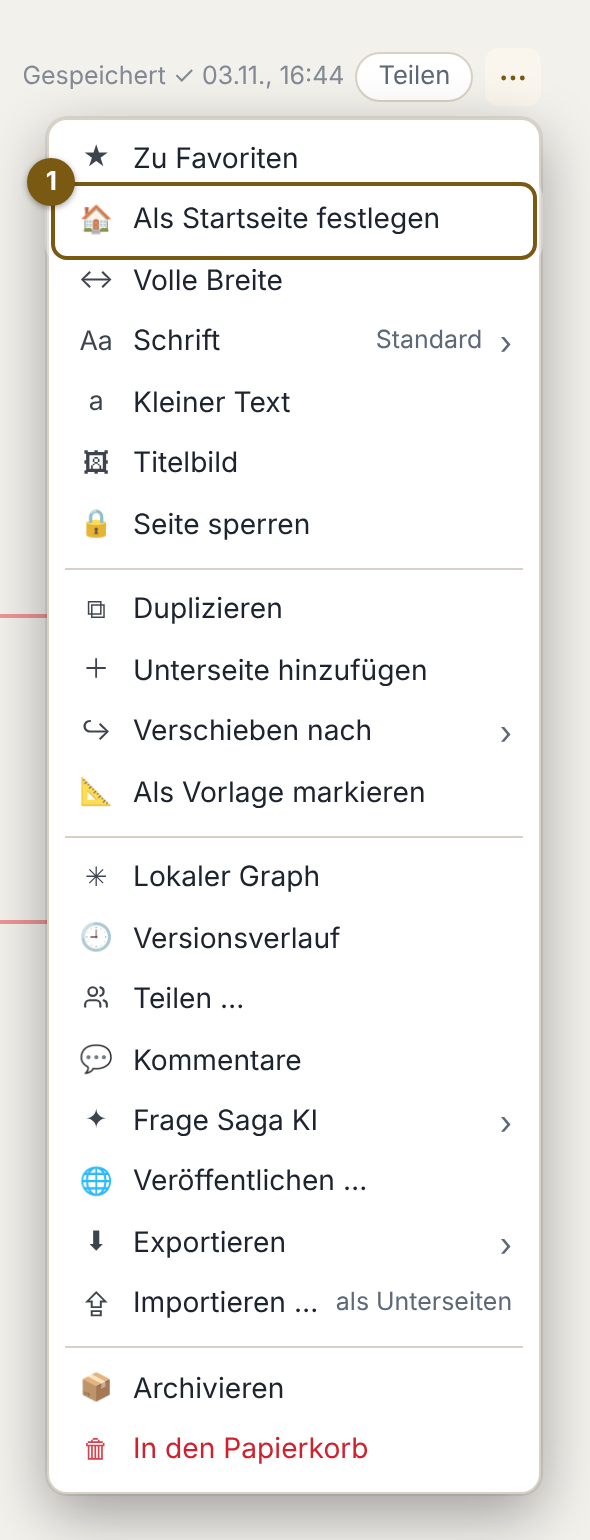 Gespeichert ✓ 03.11., 16:44 Teilen ...
Zu Favoriten
1
Als Startseite festlegen
Volle Breite
Aa Schrift Standard ›
a Kleiner Text
Titelbild
Seite sperren
Duplizieren
Unterseite hinzufügen
Verschieben nach ›
Als Vorlage markieren
Lokaler Graph
Versionsverlauf
Teilen ...
Kommentare
Frage Saga KI ›
Veröffentlichen ...
Exportieren ›
Importieren ... als Unterseiten
Archivieren
In den Papierkorb